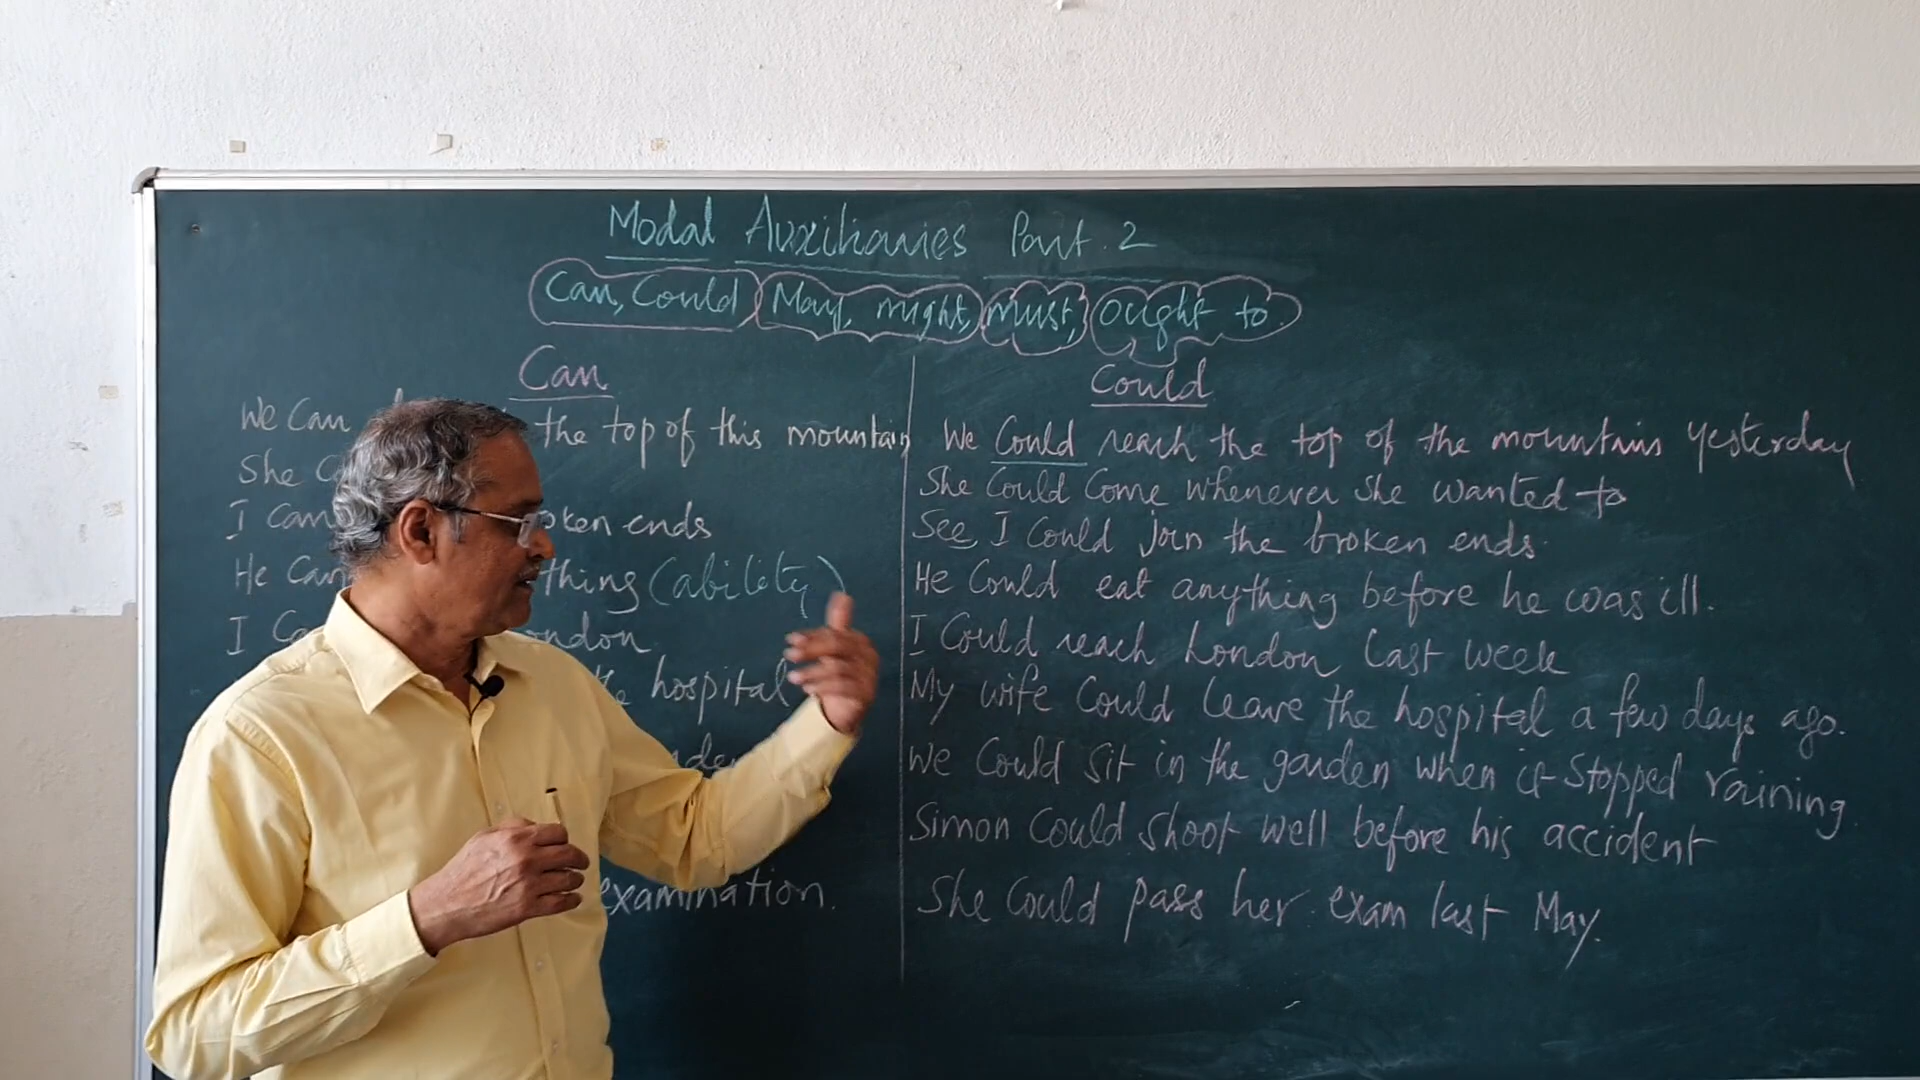 Modal Auxiliaries Part. 2
Can, Could May, might, must, ought to.
Can
We Can the top of this mountain
She
I can ends
He Can thing (ability)
I
hospital
examination.
Could
We Could reach the top of the mountain yesterday
She Could Come whenever she wanted to
See I Could join the broken ends.
He Could eat anything before he was ill.
I Could reach London last week
My wife Could leave the hospital a few days ago.
We Could sit in the garden when it stopped raining.
Simon Could shoot well before his accident
She Could pass her exam last May.